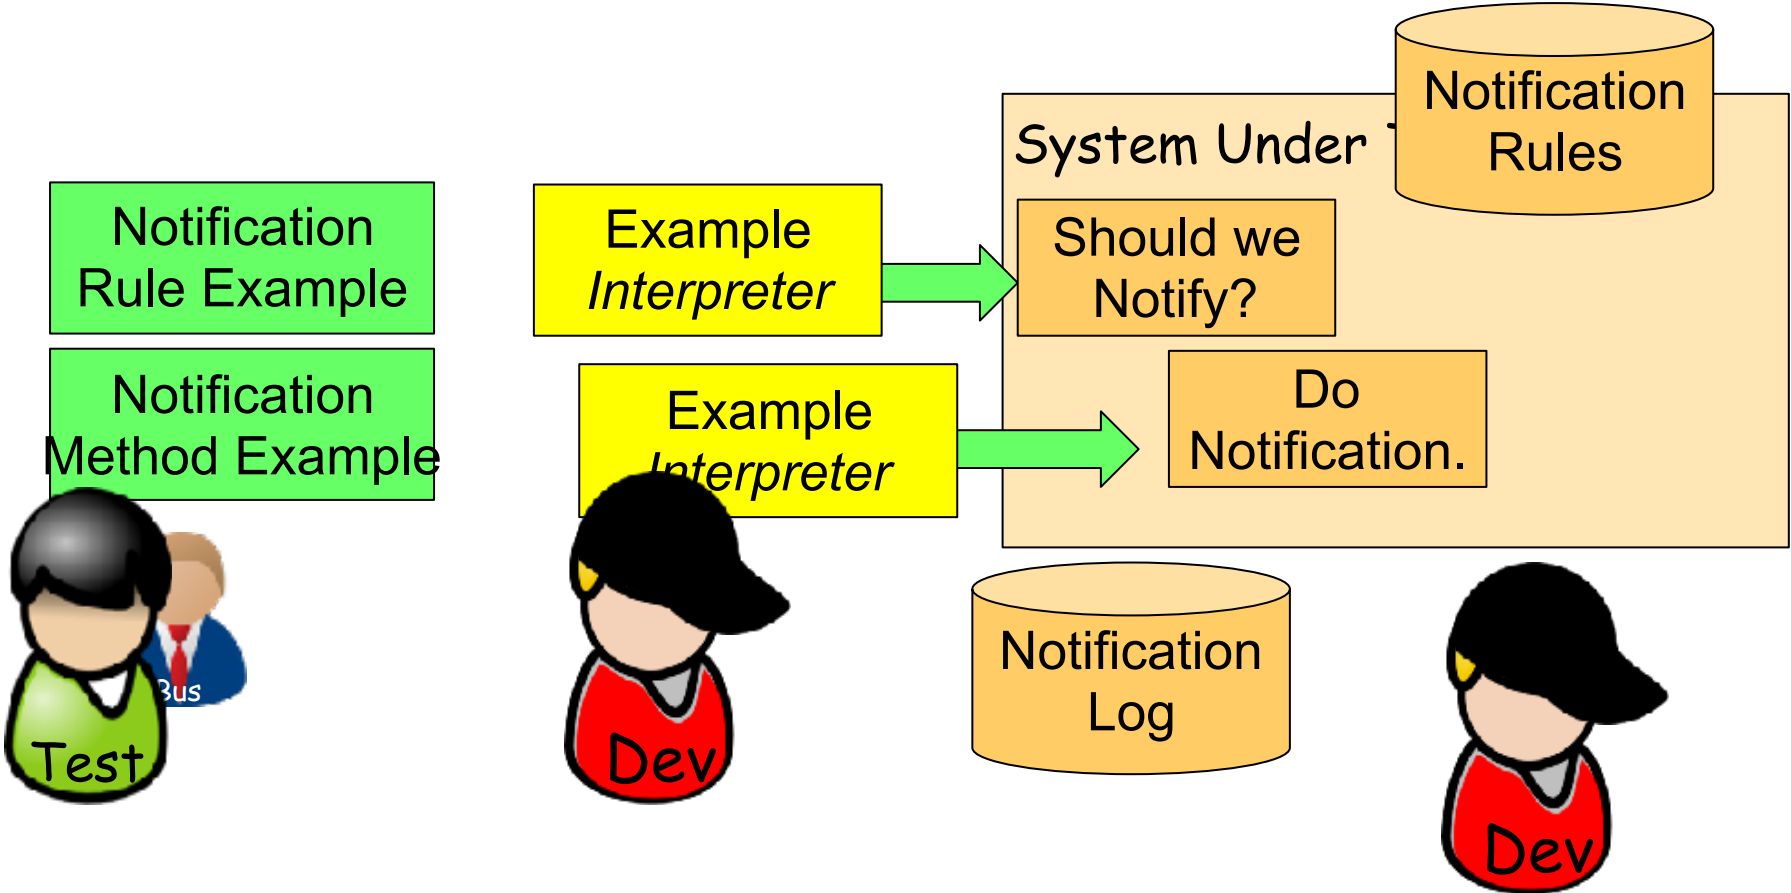 Notification
Rules
System Under
Notification
Rule Example
Example
Interpreter
Should we
Notify?
Notification
Method Example
Example
Interpreter
Do
Notification.
Bus
Test
Dev
Notification
Log
Dev